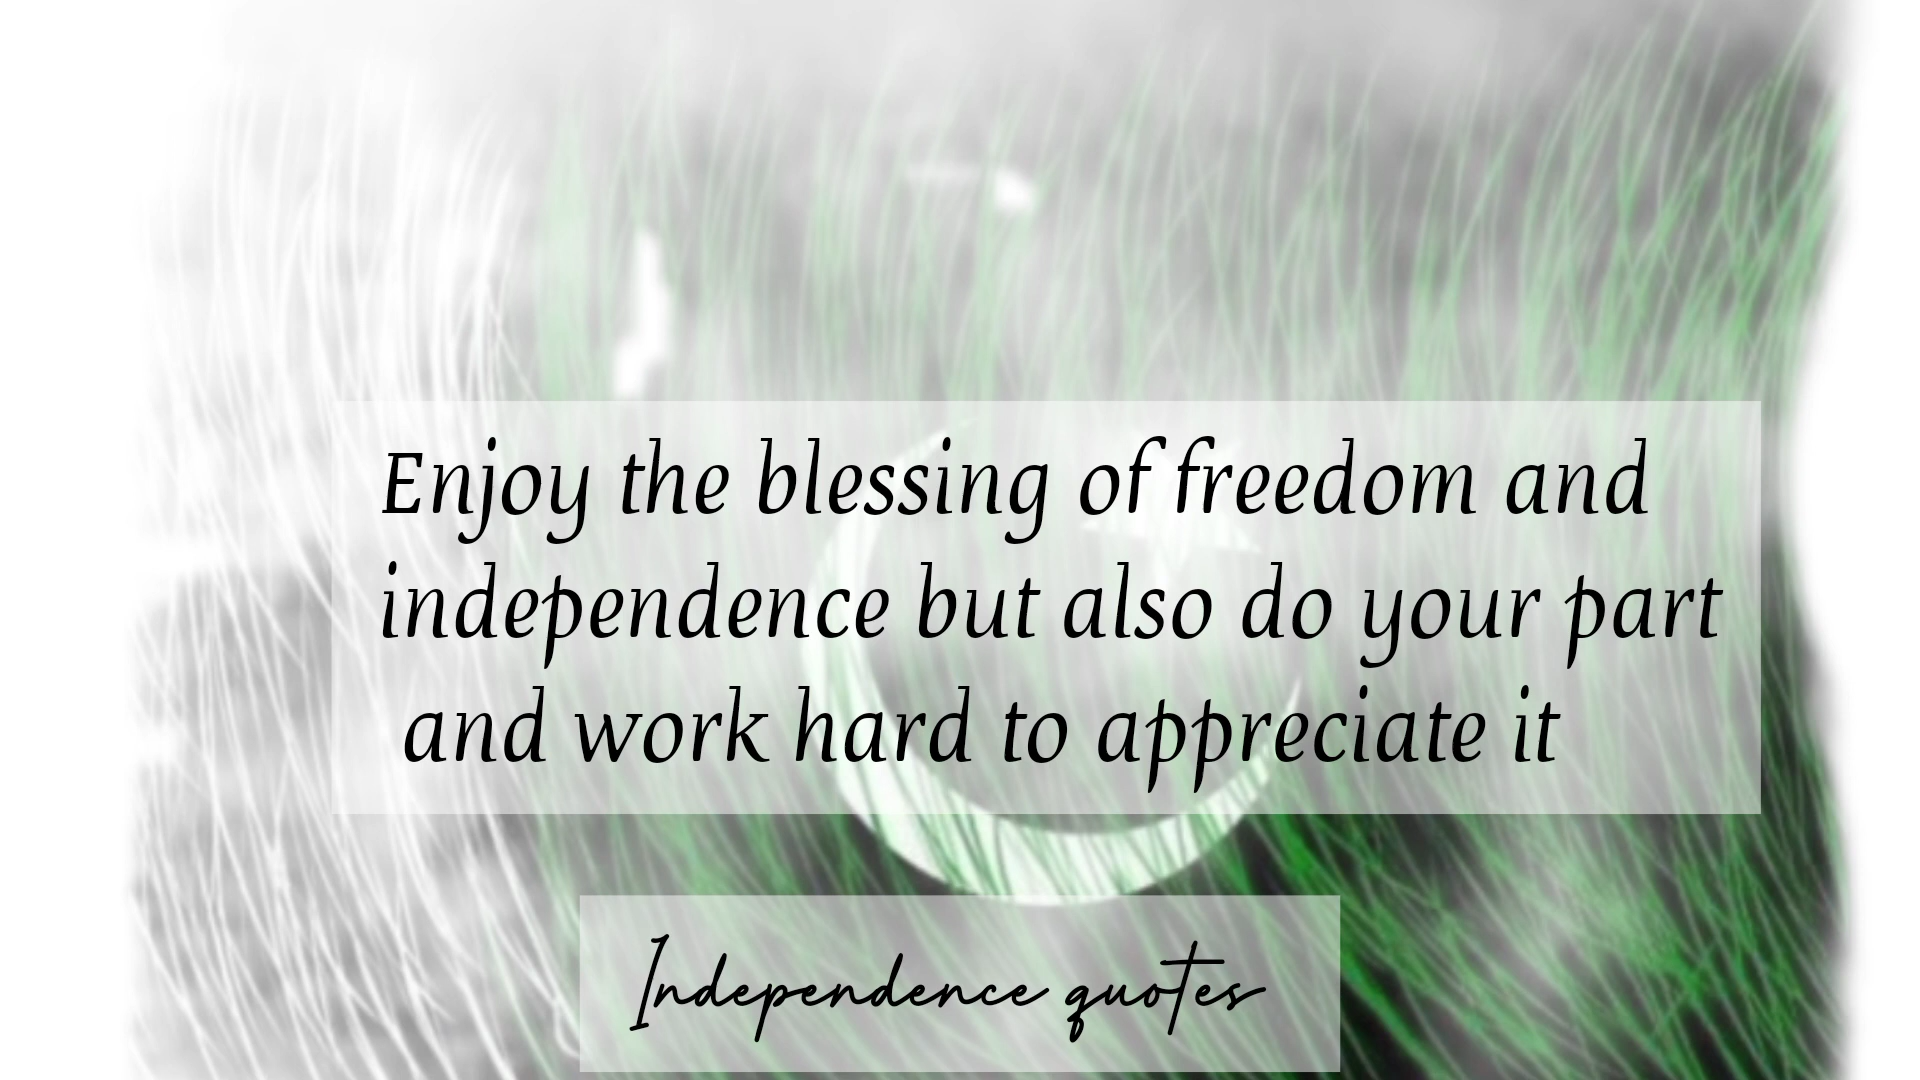 Enjoy the blessing of freedom and
independence but also do your part
and work hard to appreciate it
Independence quotes